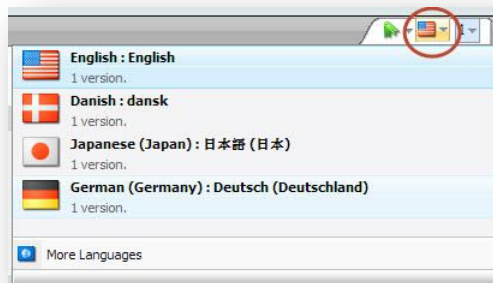 1
English : English
1 version.
Danish : dansk
1 version.
Japanese (Japan) : 日本語 (日本)
1 version.
German (Germany) : Deutsch (Deutschland)
1 version.
More Languages